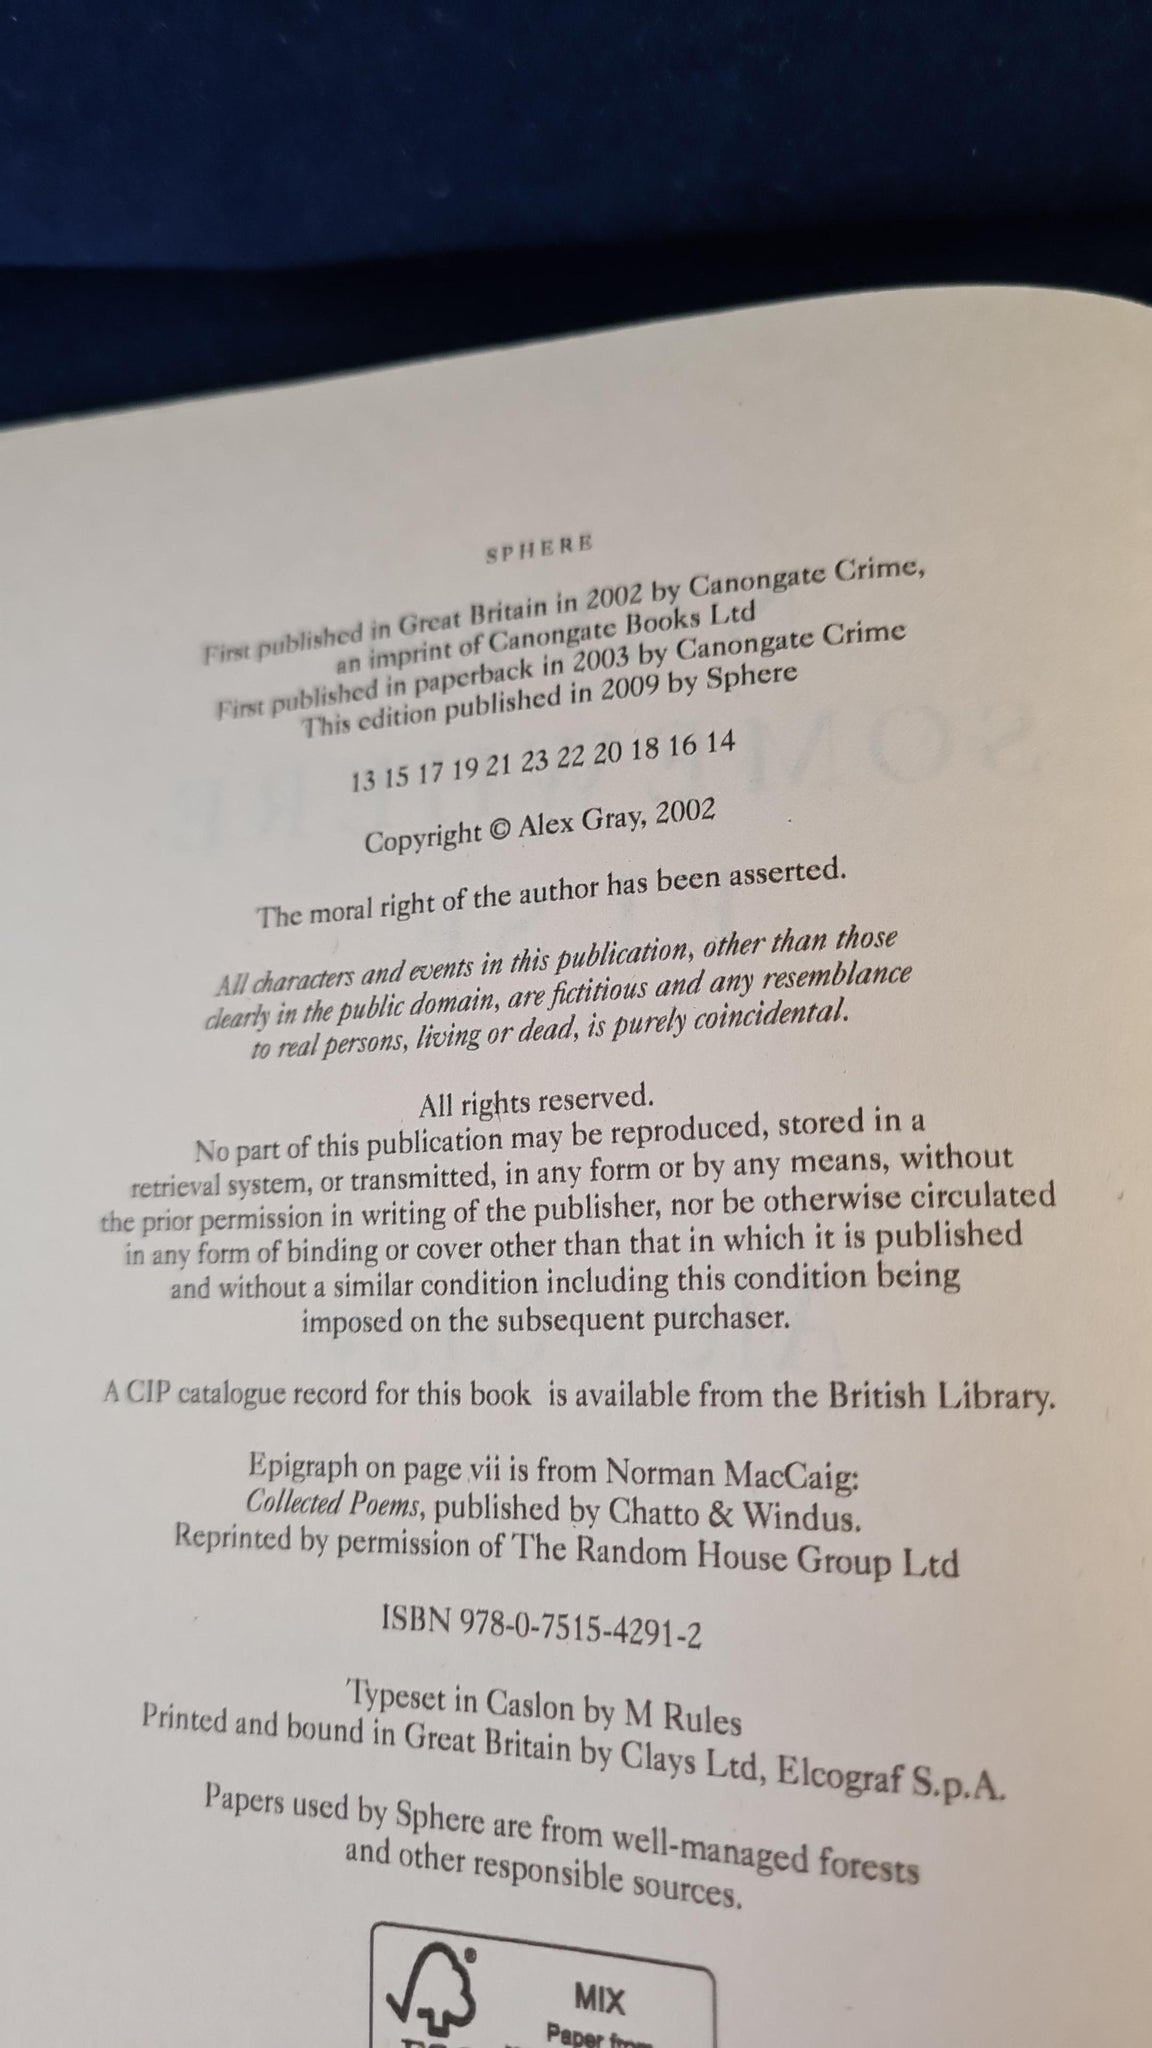 SPHERE
First published in Great Britain in 2002 by Canongate Crime,
an imprint of Canongate Books Ltd
First published in paperback in 2003 by Canongate Crime
This edition published in 2009 by Sphere
13 15 17 19 21 23 22 20 18 16 14
Copyright © Alex Gray, 2002
The moral right of the author has been asserted.
All characters and events in this publication, other than those
clearly in the public domain, are fictitious and any resemblance
to real persons, living or dead, is purely coincidental.
All rights reserved.
No part of this publication may be reproduced, stored in a
retrieval system, or transmitted, in any form or by any means, without
the prior permission in writing of the publisher, nor be otherwise circulated
in any form of binding or cover other than that in which it is published
and without a similar condition including this condition being
imposed on the subsequent purchaser.
A CIP catalogue record for this book is available from the British Library.
Epigraph on page vii is from Norman MacCaig:
Collected Poems, published by Chatto & Windus.
Reprinted by permission of The Random House Group Ltd
ISBN 978-0-7515-4291-2
Typeset in Caslon by M Rules
Printed and bound in Great Britain by Clays Ltd, Elcograf S.p.A.
Papers used by Sphere are from well-managed forests
and other responsible sources.
MIX
Paper from